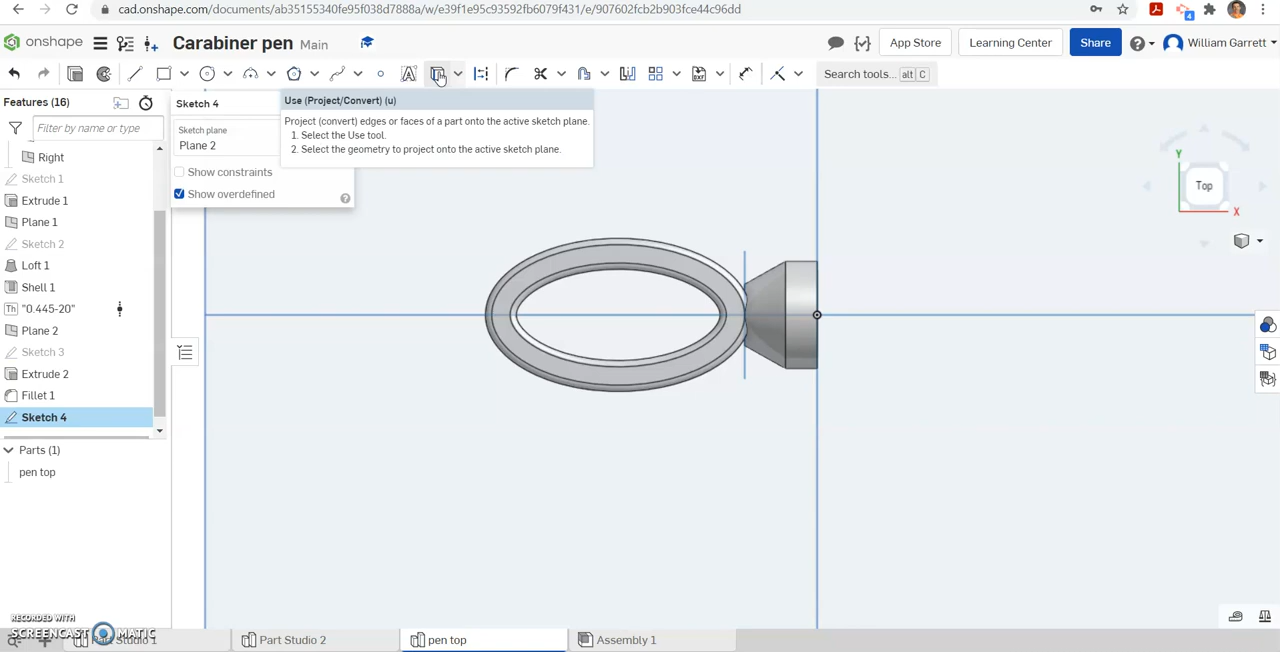 cad.onshape.com/documents/ab35155340fe95f038d7888a/w/e39f1e95c93592fb6079f431/e/907602fcb2b903fce44c96dd
4
onshape
Carabiner pen Main
App Store
Learning Center
Share
William Garrett
Search tools... alt C
Features (16)
Filter by name or type
Right
Sketch 1
Extrude 1
Plane 1
Sketch 2
Loft 1
Shell 1
Th "0.445-20"
Plane 2
Sketch 3
Extrude 2
Fillet 1
Sketch 4
Parts (1)
pen top
Sketch 4
Sketch plane
Plane 2
Show constraints
Show overdefined
Use (Project/Convert) (u)
Project (convert) edges or faces of a part onto the active sketch plane.
1. Select the Use tool.
2. Select the geometry to project onto the active sketch plane.
Y
Top
X
RECORDED WITH
SCREENCAST MATIC
Part Studio 1
Part Studio 2
pen top
Assembly 1